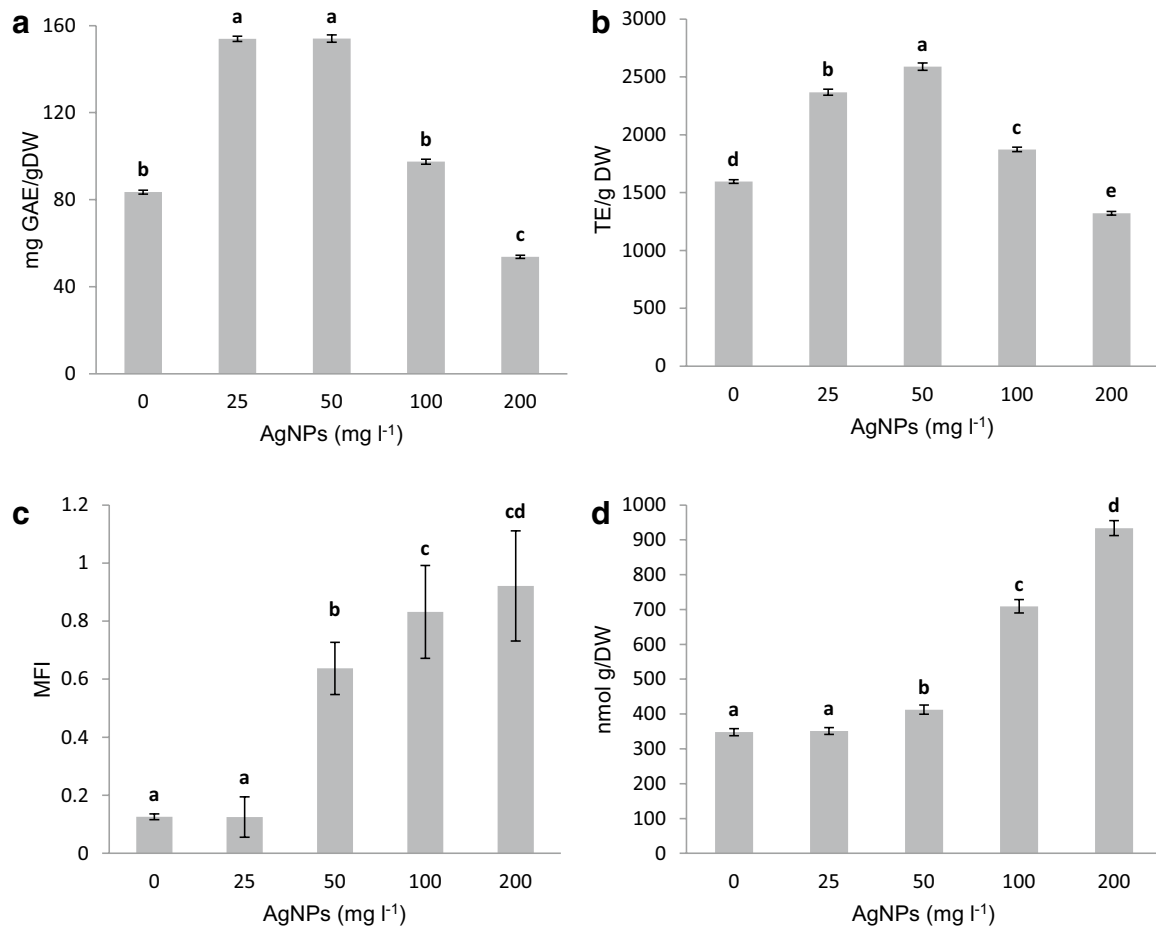 a
160
120
80
40
0
mg GAE/gDW
b
a
a
b
c
0 25 50 100 200
AgNPs (mg l-1)
b
3000
2500
2000
1500
1000
500
0
TE/g DW
d
b
a
c
e
0 25 50 100 200
AgNPs (mg l-1)
c
1.2
1
0.8
0.6
0.4
0.2
0
MFI
a
a
b
c
cd
0 25 50 100 200
AgNPs (mg l-1)
d
1000
900
800
700
600
500
400
300
200
100
0
nmol g/DW
a
a
b
c
d
0 25 50 100 200
AgNPs (mg l-1)